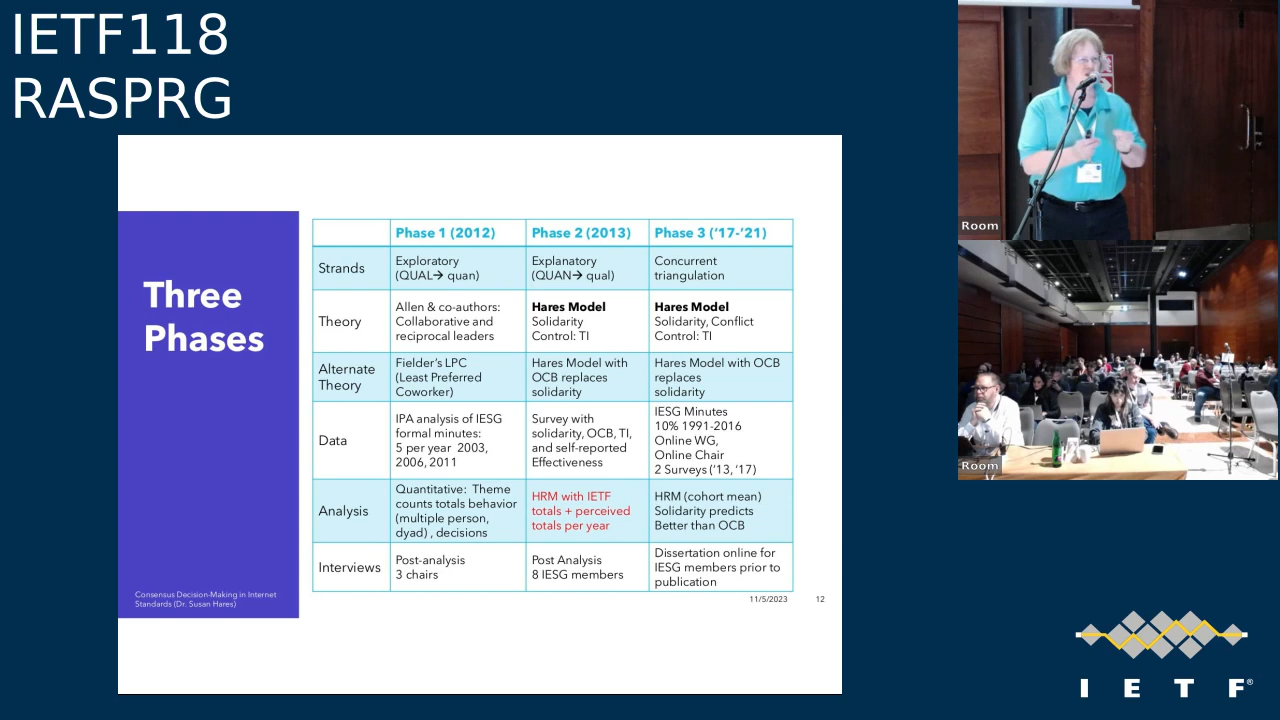 IETF118
RASPRG
Three
Phases
Consensus Decision-Making in Internet
Standards (Dr. Susan Hares)
Phase 1 (2012)
Phase 2 (2013)
Phase 3 (‘17-’21)
Strands
Exploratory
(QUAL→ quan)
Explanatory
(QUAN→ qual)
Concurrent
triangulation
Theory
Allen & co-authors:
Collaborative and
reciprocal leaders
Hares Model
Solidarity
Control: TI
Hares Model
Solidarity, Conflict
Control: TI
Alternate
Theory
Fielder’s LPC
(Least Preferred
Coworker)
Hares Model with
OCB replaces
solidarity
Hares Model with OCB
replaces
solidarity
Data
IPA analysis of IESG
formal minutes:
5 per year 2003,
2006, 2011
Survey with
solidarity, OCB, TI,
and self-reported
Effectiveness
IESG Minutes
10% 1991-2016
Online WG,
Online Chair
2 Surveys (‘13, ‘17)
Analysis
Quantitative: Theme
counts totals behavior
(multiple person,
dyad) , decisions
HRM with IETF
totals + perceived
totals per year
HRM (cohort mean)
Solidarity predicts
Better than OCB
Interviews
Post-analysis
3 chairs
Post Analysis
8 IESG members
Dissertation online for
IESG members prior to
publication
11/5/2023
12
Room
Room
I E T F®